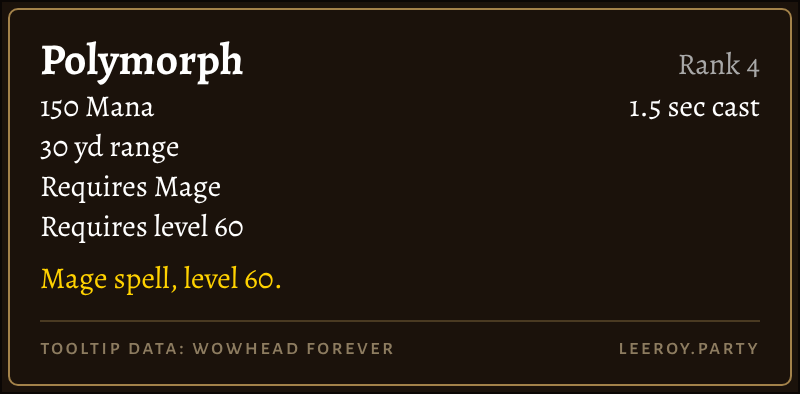 Polymorph Rank 4
150 Mana 1.5 sec cast
30 yd range
Requires Mage
Requires level 60
Mage spell, level 60.
TOOLTIP DATA: WOWHEAD FOREVER LEEROY.PARTY